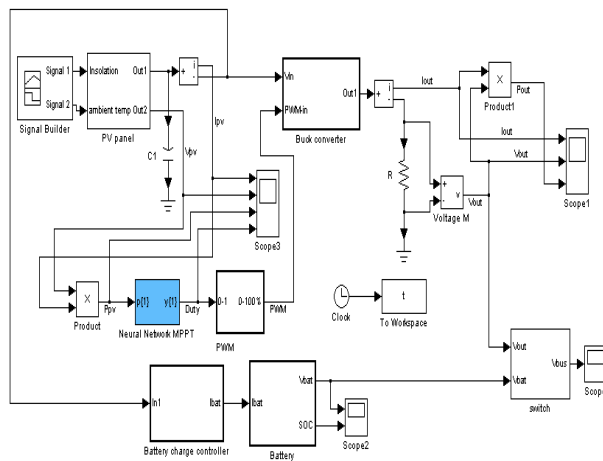 Signal 1
Signal 2
Signal Builder
Insolation
ambient temp
Out1
Out2
PV panel
+
i
-
C1
Vpv
Ipv
Vin
PWM-in
Out1
Buck converter
+
i
-
Iout
X
Product1
Pout
Iout
Vout
Scope1
R
+
-
v
Voltage M
Vout
Scope3
X
Product
Ppv
p{1}
y{1}
Neural Network MPPT
Duty
0-1
0-100%
PWM
PWM
Clock
t
To Workspace
In1
Ibat
Battery charge controller
Ibat
Vbat
SOC
Battery
Vbat
Scope2
Vout
Vbat
Vbus
switch
Scope